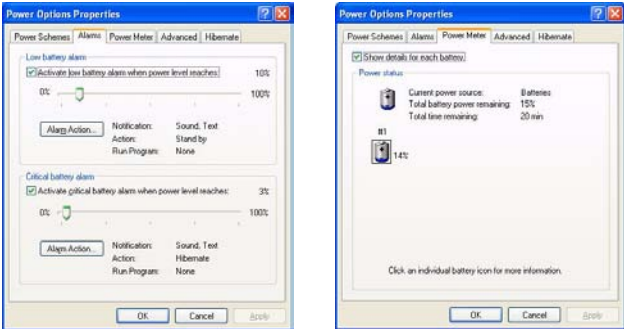 Power Options Properties
Power Schemes Alarms Power Meter Advanced Hibernate
Low battery alarm
Activate low battery alarm when power level reaches: 10%
0% 100%
Alarm Action... Notification: Sound, Text
Action: Stand by
Run Program: None
Critical battery alarm
Activate critical battery alarm when power level reaches: 3%
0% 100%
Alarm Action... Notification: Sound, Text
Action: Hibernate
Run Program: None
OK Cancel Apply
Power Options Properties
Power Schemes Alarms Power Meter Advanced Hibernate
Show details for each battery.
Power status
Current power source: Batteries
Total battery power remaining: 15%
Total time remaining: 20 min
#1
14%
Click an individual battery icon for more information.
OK Cancel Apply